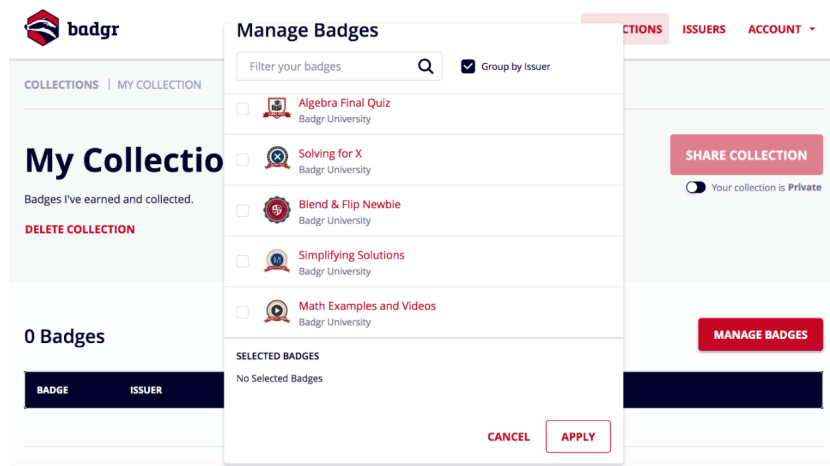 badgr
CTIONS
ISSUERS
ACCOUNT
COLLECTIONS | MY COLLECTION
My Collectio
Badges I've earned and collected.
DELETE COLLECTION
SHARE COLLECTION
Your collection is Private
0 Badges
MANAGE BADGES
BADGE
ISSUER
Manage Badges
Filter your badges
Group by Issuer
Algebra Final Quiz
Badgr University
Solving for X
Badgr University
Blend & Flip Newbie
Badgr University
Simplifying Solutions
Badgr University
Math Examples and Videos
Badgr University
SELECTED BADGES
No Selected Badges
CANCEL
APPLY